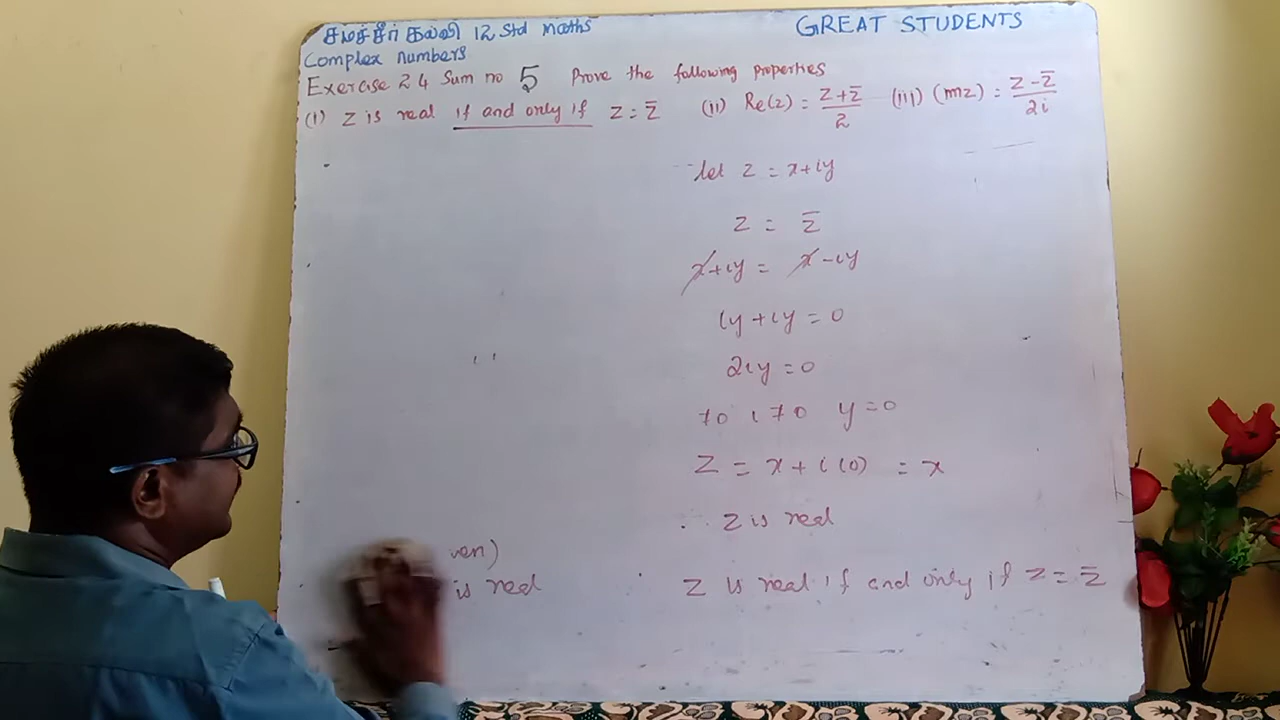 சமச்சீர் கல்வி 12 Std maths GREAT STUDENTS
Complex numbers
Exercise 2 4 Sum no 5 Prove the following properties
(i) Z is real if and only if Z = z̅ (ii) Re(z) = z+z̅/2 (iii) (mz) = z-z̅/2i
let z = x+iy
z = z̅
x+iy = x-iy
iy+iy = 0
2iy = 0
≠0 i≠0 y=0
Z = x+i(0) = x
∴ z is real
ven)
is real
Z is real if and only if z = z̅